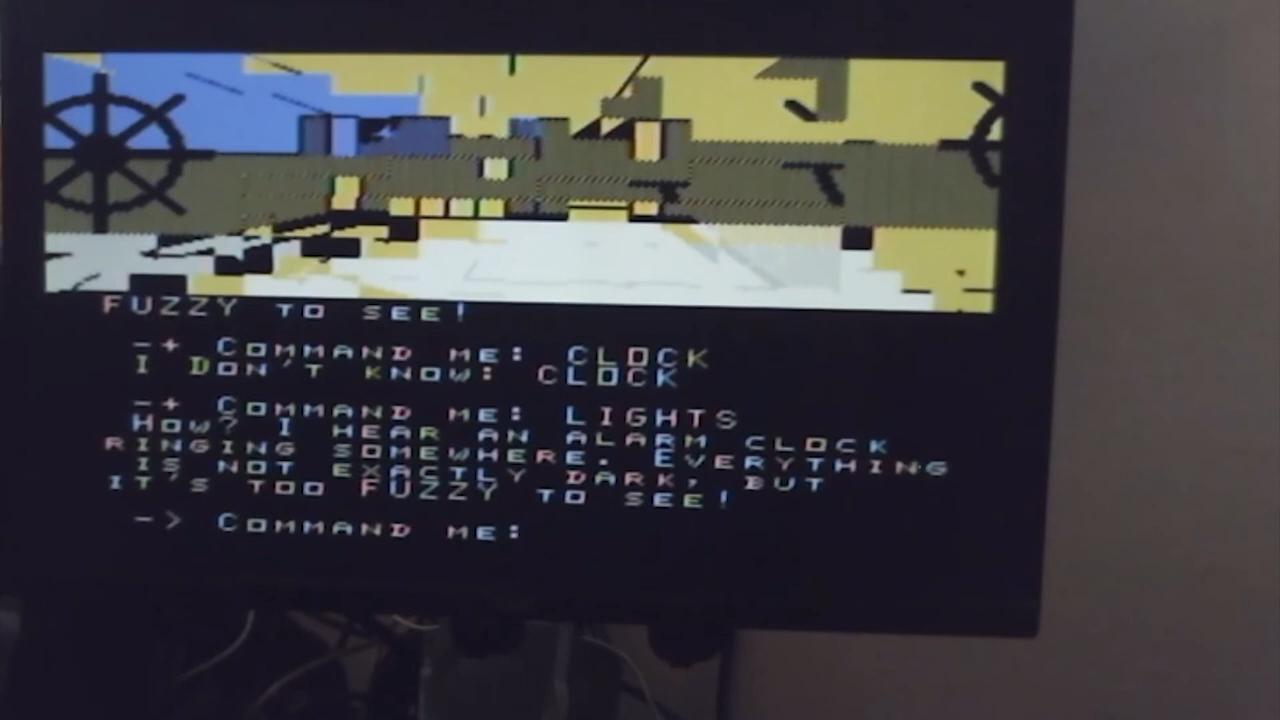 FUZZY TO SEE!
-+ COMMAND ME: CLOCK
I DON'T KNOW: CLOCK
-+ COMMAND ME: LIGHTS
HOW? I HEAR AN ALARM CLOCK
RINGING SOMEWHERE. EVERYTHING
IS NOT EXACTLY DARK, BUT
IT'S TOO FUZZY TO SEE!
-> COMMAND ME: